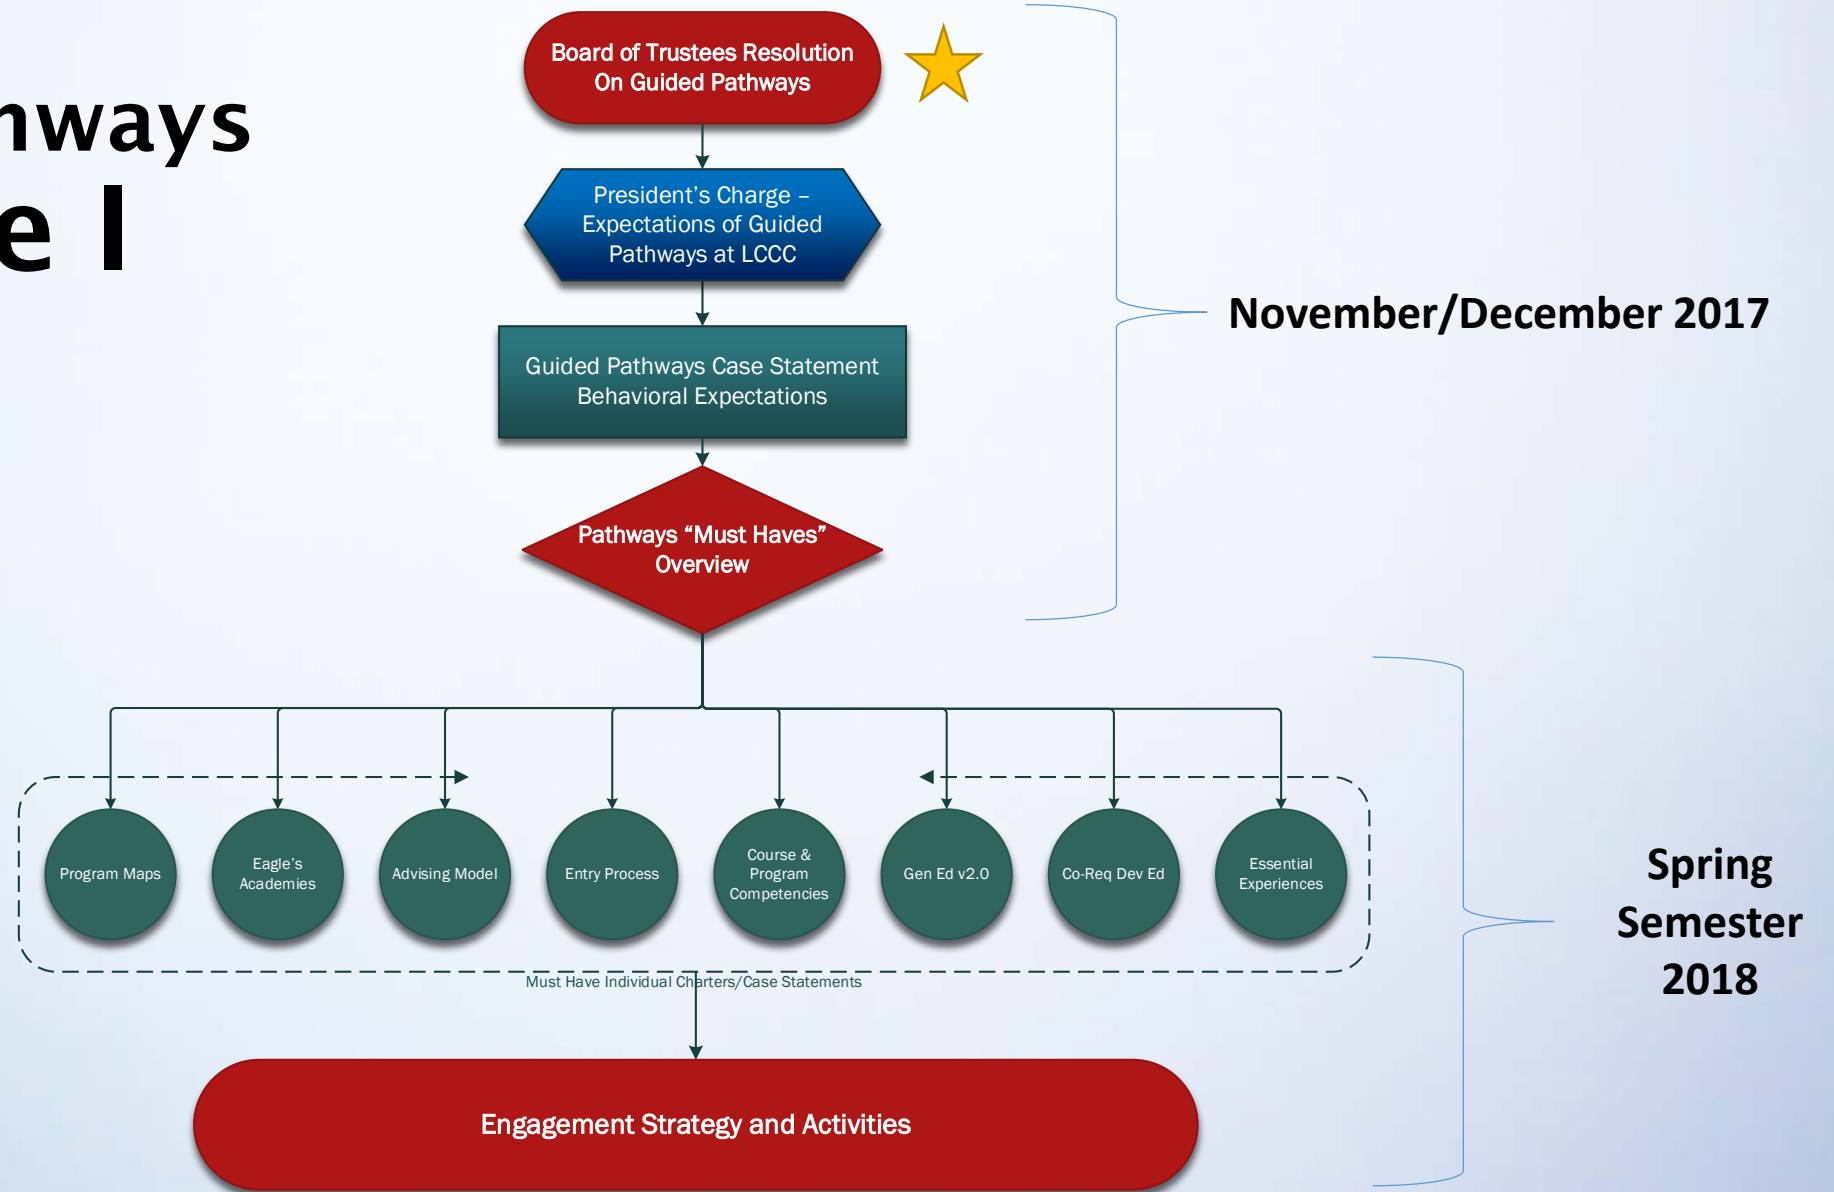 hways
e I
Board of Trustees Resolution
On Guided Pathways
President’s Charge –
Expectations of Guided
Pathways at LCCC
Guided Pathways Case Statement
Behavioral Expectations
Pathways “Must Haves”
Overview
November/December 2017
Program Maps
Eagle’s
Academies
Advising Model
Entry Process
Course &
Program
Competencies
Gen Ed v2.0
Co-Req Dev Ed
Essential
Experiences
Must Have Individual Charters/Case Statements
Spring
Semester
2018
Engagement Strategy and Activities